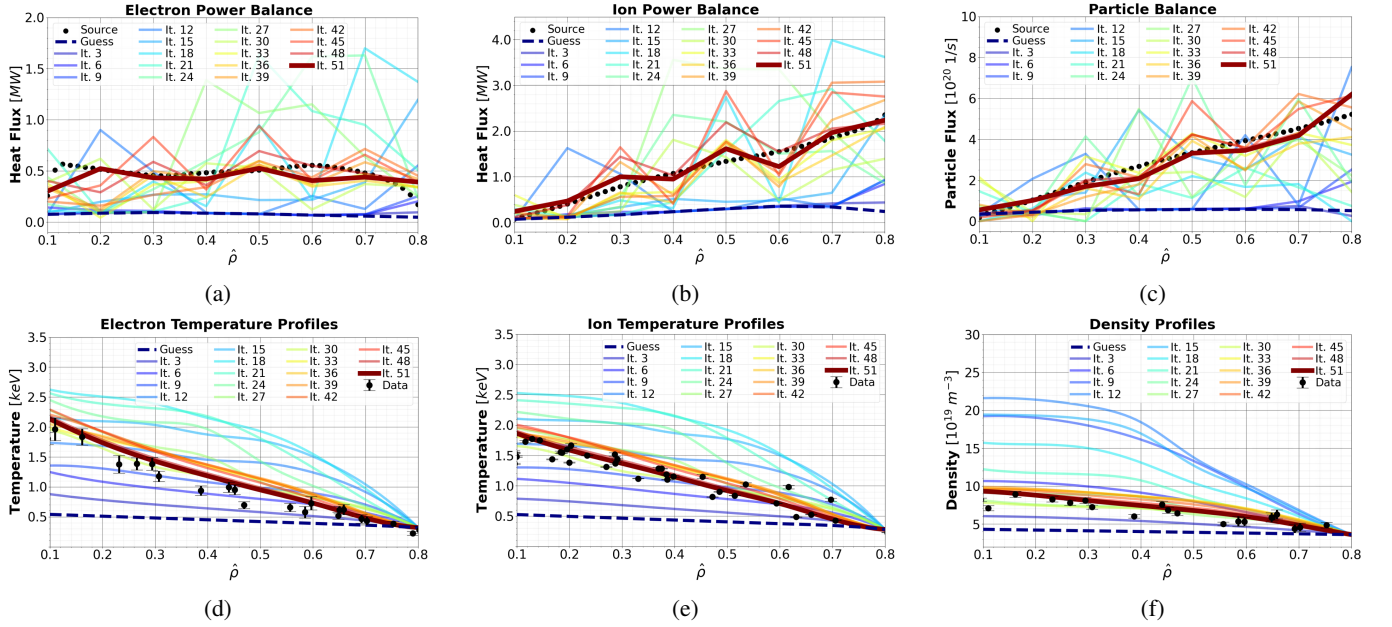 Electron Power Balance
Heat Flux [MW]
2.0
1.5
1.0
0.5
0.0
Source
Guess
It. 3
It. 6
It. 9
It. 12
It. 15
It. 18
It. 21
It. 24
It. 27
It. 30
It. 33
It. 36
It. 39
It. 42
It. 45
It. 48
It. 51
0.1 0.2 0.3 0.4 0.5 0.6 0.7 0.8
ρ̂
(a)
Ion Power Balance
Heat Flux [MW]
4.0
3.0
2.0
1.0
0.0
Source
Guess
It. 3
It. 6
It. 9
It. 12
It. 15
It. 18
It. 21
It. 24
It. 27
It. 30
It. 33
It. 36
It. 39
It. 42
It. 45
It. 48
It. 51
0.1 0.2 0.3 0.4 0.5 0.6 0.7 0.8
ρ̂
(b)
Particle Balance
Particle Flux [10²⁰ 1/s]
10
8
6
4
2
0
Source
Guess
It. 3
It. 6
It. 9
It. 12
It. 15
It. 18
It. 21
It. 24
It. 27
It. 30
It. 33
It. 36
It. 39
It. 42
It. 45
It. 48
It. 51
0.1 0.2 0.3 0.4 0.5 0.6 0.7 0.8
ρ̂
(c)
Electron Temperature Profiles
Temperature [keV]
3.5
3.0
2.5
2.0
1.5
1.0
0.5
Guess
It. 3
It. 6
It. 9
It. 12
It. 15
It. 18
It. 21
It. 24
It. 27
It. 30
It. 33
It. 36
It. 39
It. 42
It. 45
It. 48
It. 51
Data
0.1 0.2 0.3 0.4 0.5 0.6 0.7 0.8
ρ̂
(d)
Ion Temperature Profiles
Temperature [keV]
3.5
3.0
2.5
2.0
1.5
1.0
0.5
Guess
It. 3
It. 6
It. 9
It. 12
It. 15
It. 18
It. 21
It. 24
It. 27
It. 30
It. 33
It. 36
It. 39
It. 42
It. 45
It. 48
It. 51
Data
0.1 0.2 0.3 0.4 0.5 0.6 0.7 0.8
ρ̂
(e)
Density Profiles
Density [10¹⁹ m⁻³]
30
25
20
15
10
5
Guess
It. 3
It. 6
It. 9
It. 12
It. 15
It. 18
It. 21
It. 24
It. 27
It. 30
It. 33
It. 36
It. 39
It. 42
It. 45
It. 48
It. 51
Data
0.1 0.2 0.3 0.4 0.5 0.6 0.7 0.8
ρ̂
(f)